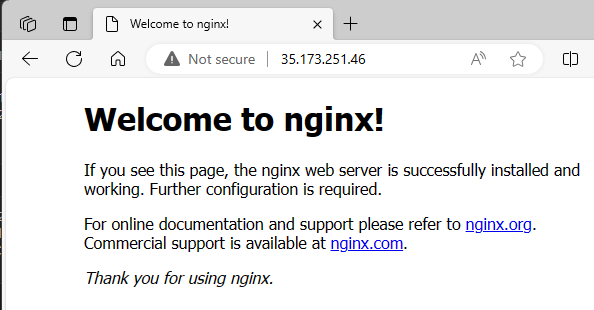 Welcome to nginx!
Not secure 35.173.251.46
Welcome to nginx!
If you see this page, the nginx web server is successfully installed and
working. Further configuration is required.
For online documentation and support please refer to nginx.org.
Commercial support is available at nginx.com.
Thank you for using nginx.